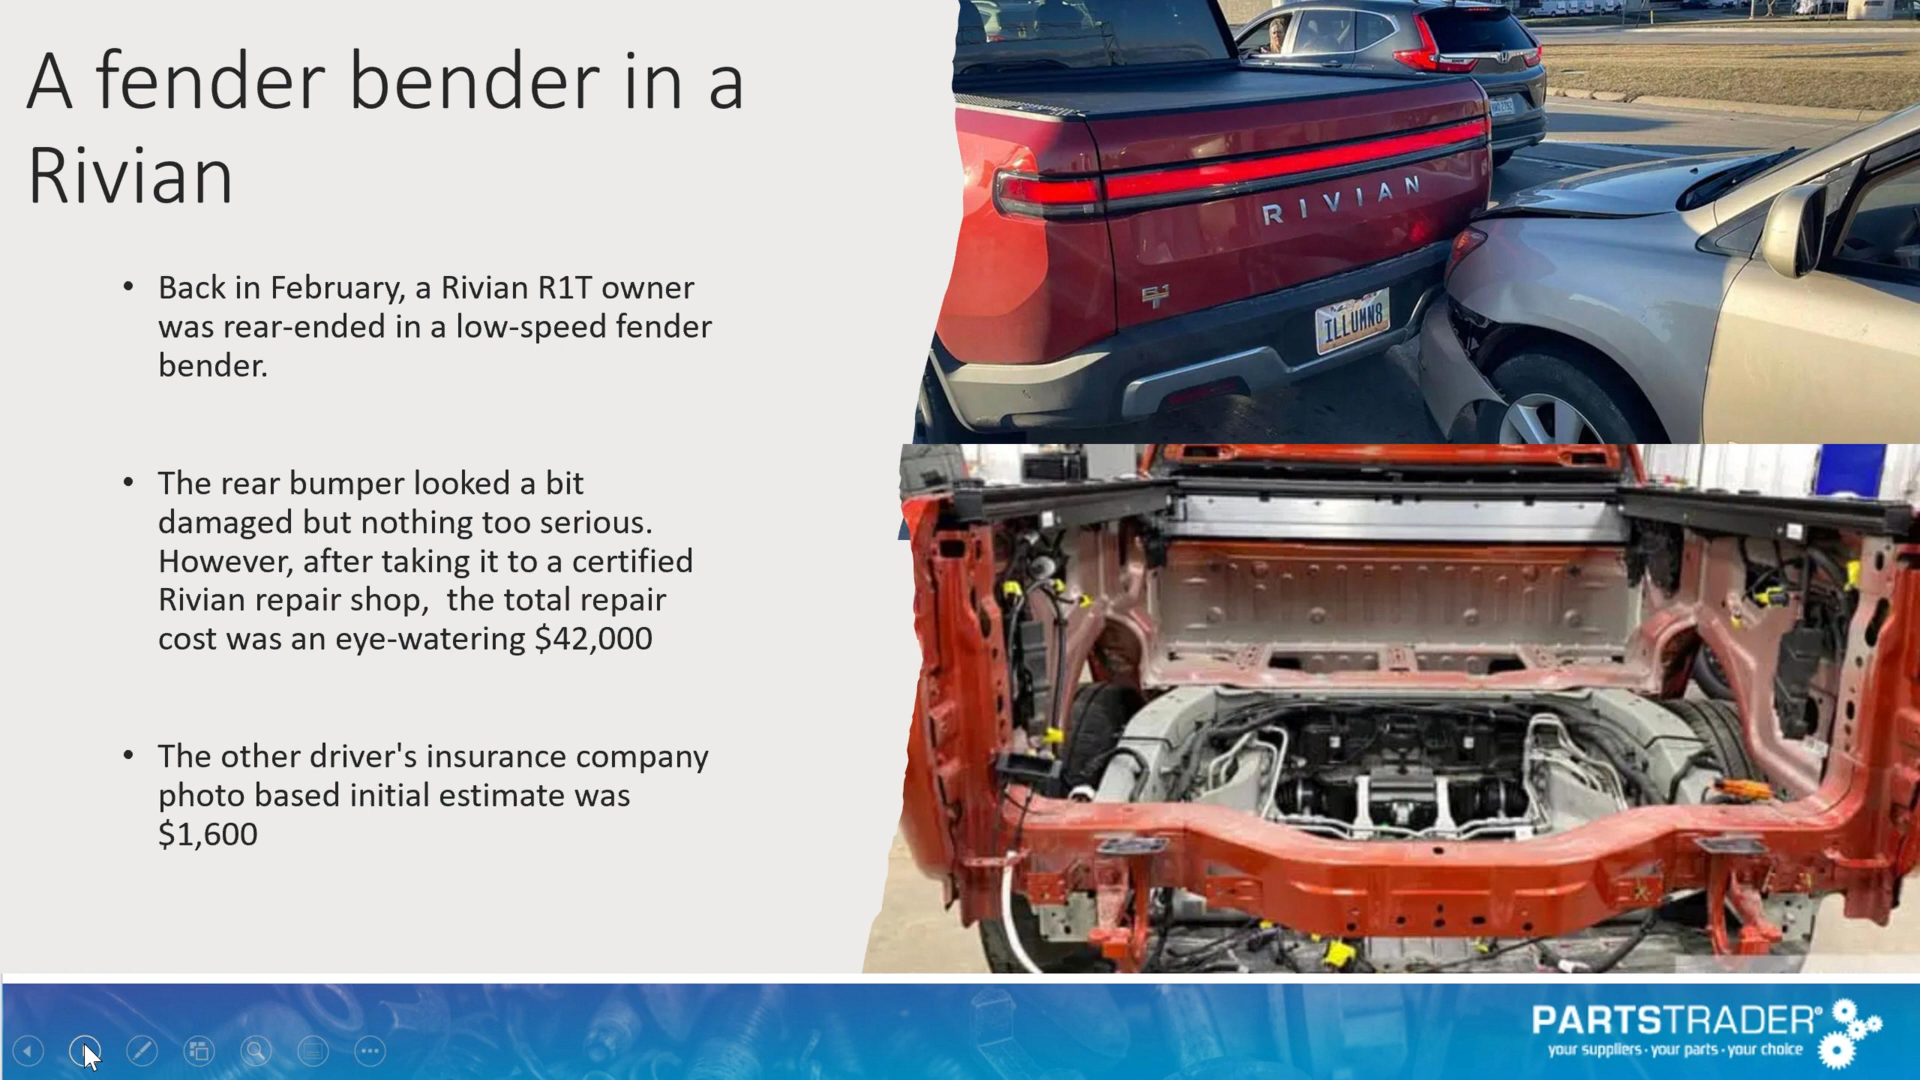 A fender bender in a
Rivian
• Back in February, a Rivian R1T owner
was rear-ended in a low-speed fender
bender.
• The rear bumper looked a bit
damaged but nothing too serious.
However, after taking it to a certified
Rivian repair shop,  the total repair
cost was an eye-watering $42,000
• The other driver's insurance company
photo based initial estimate was
$1,600
RIVIAN
R1T
ILLUMN8
PARTSTRADER®
your suppliers · your parts · your choice